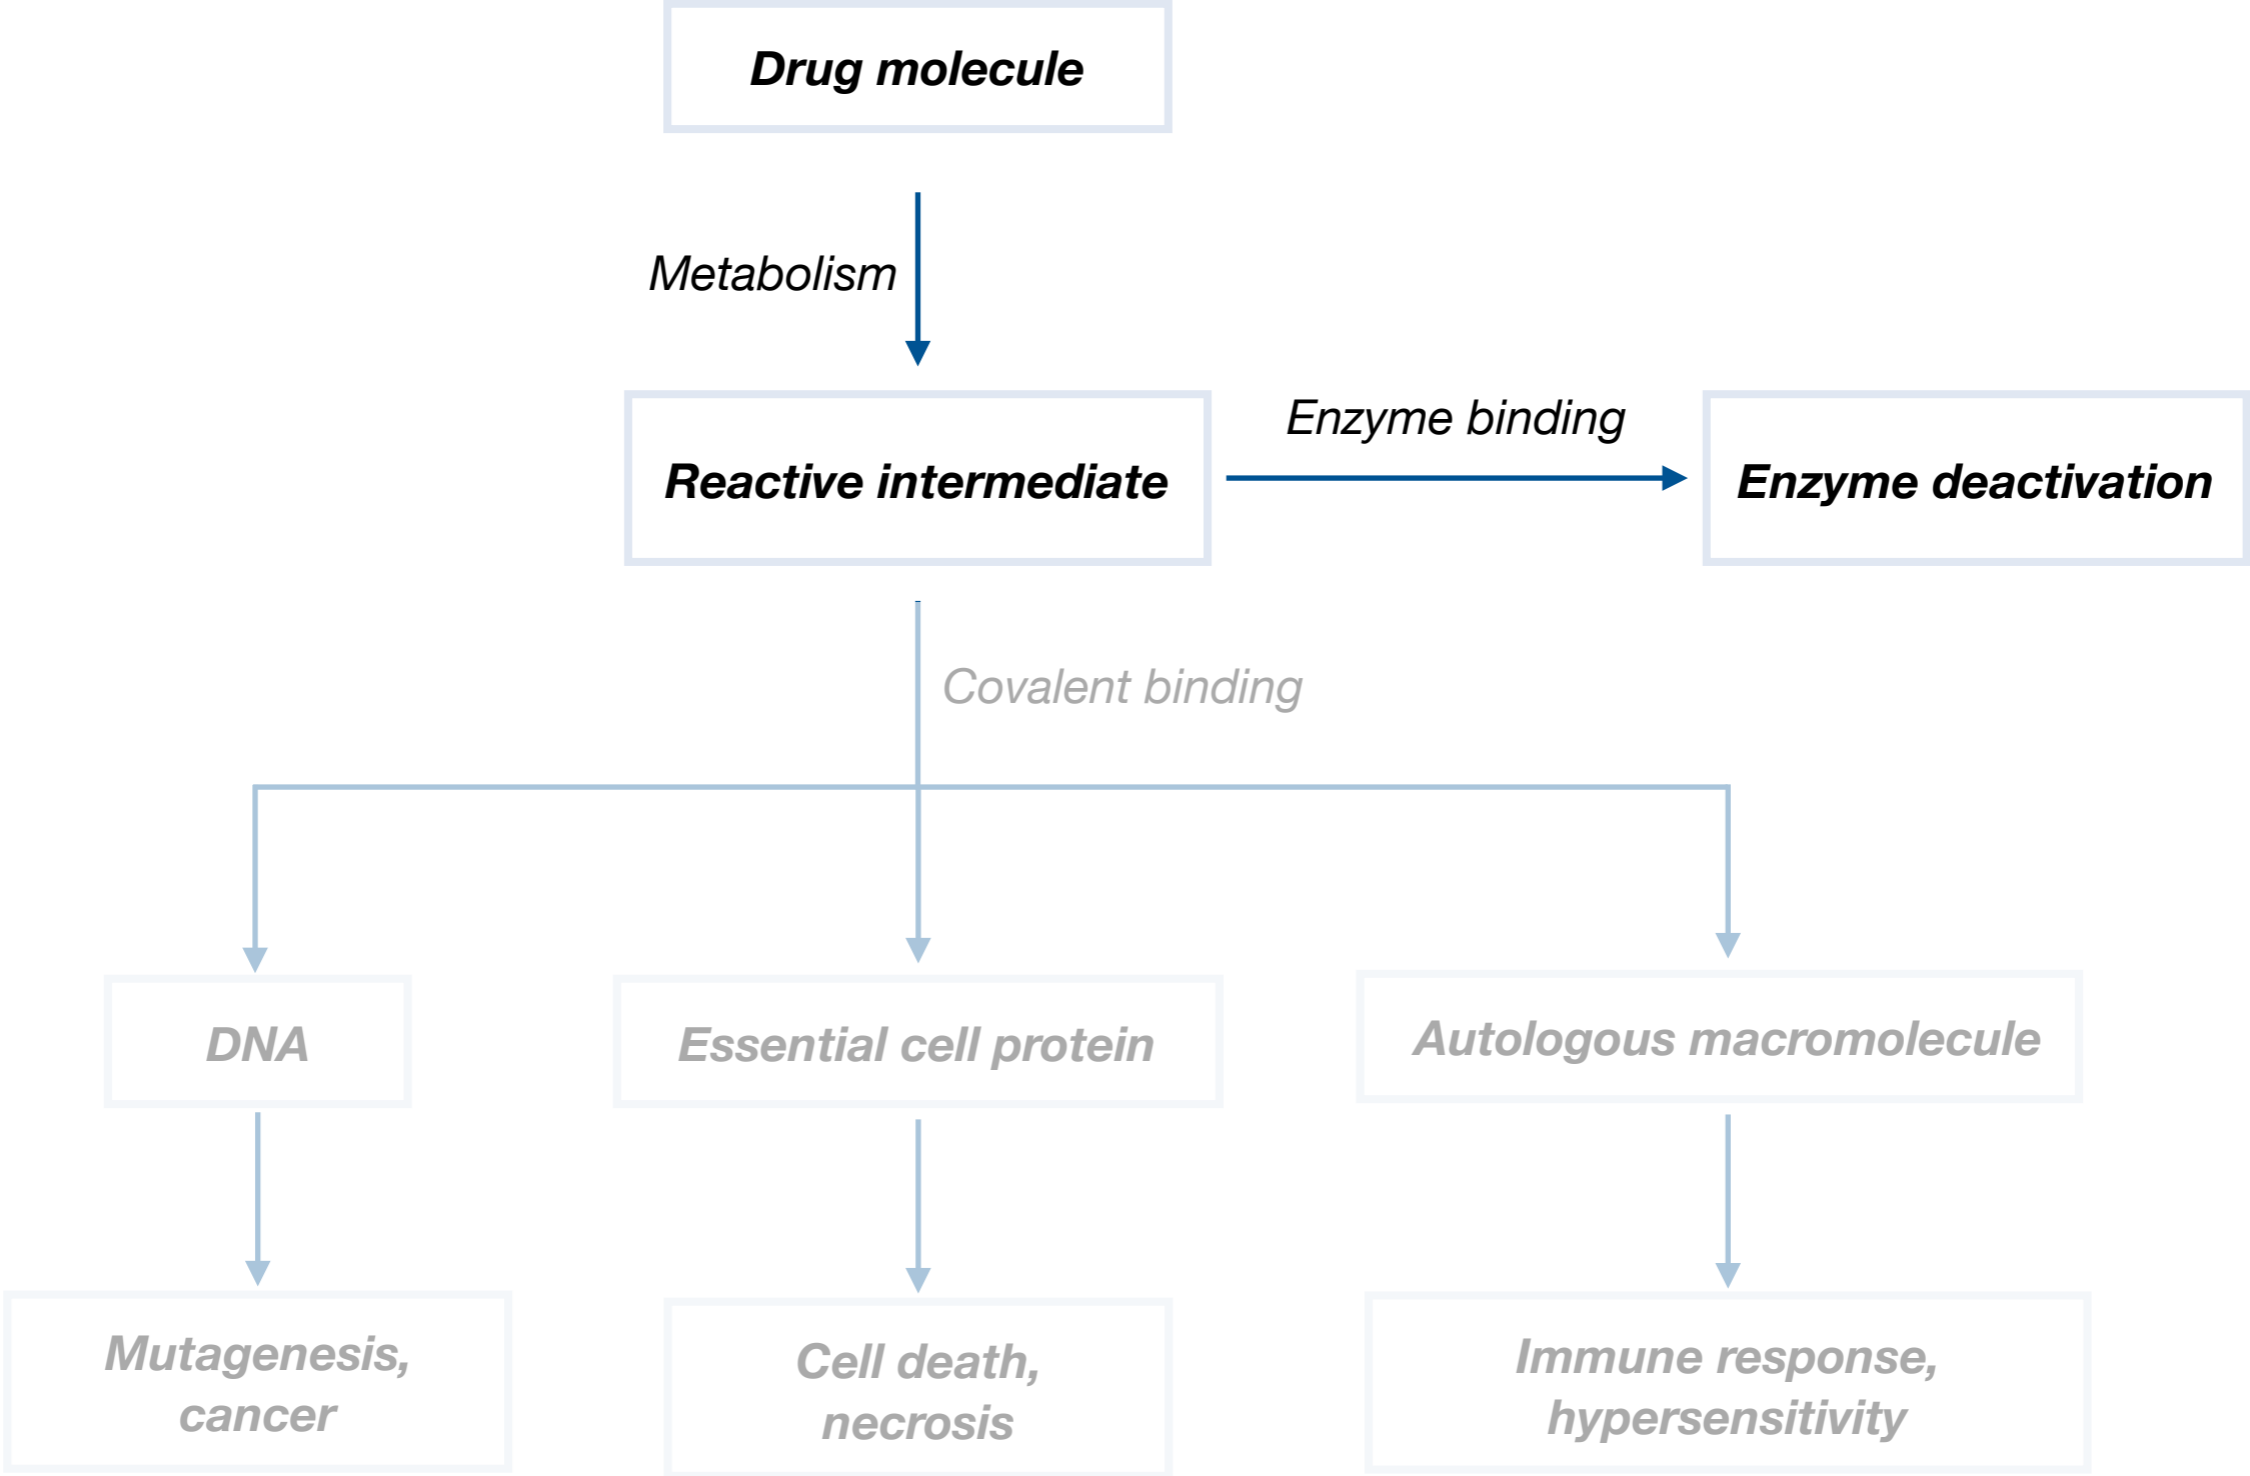 Drug molecule
Metabolism
Enzyme binding
Reactive intermediate
Enzyme deactivation
Covalent binding
DNA
Essential cell protein
Autologous macromolecule
Mutagenesis,
cancer
Cell death,
necrosis
Immune response,
hypersensitivity